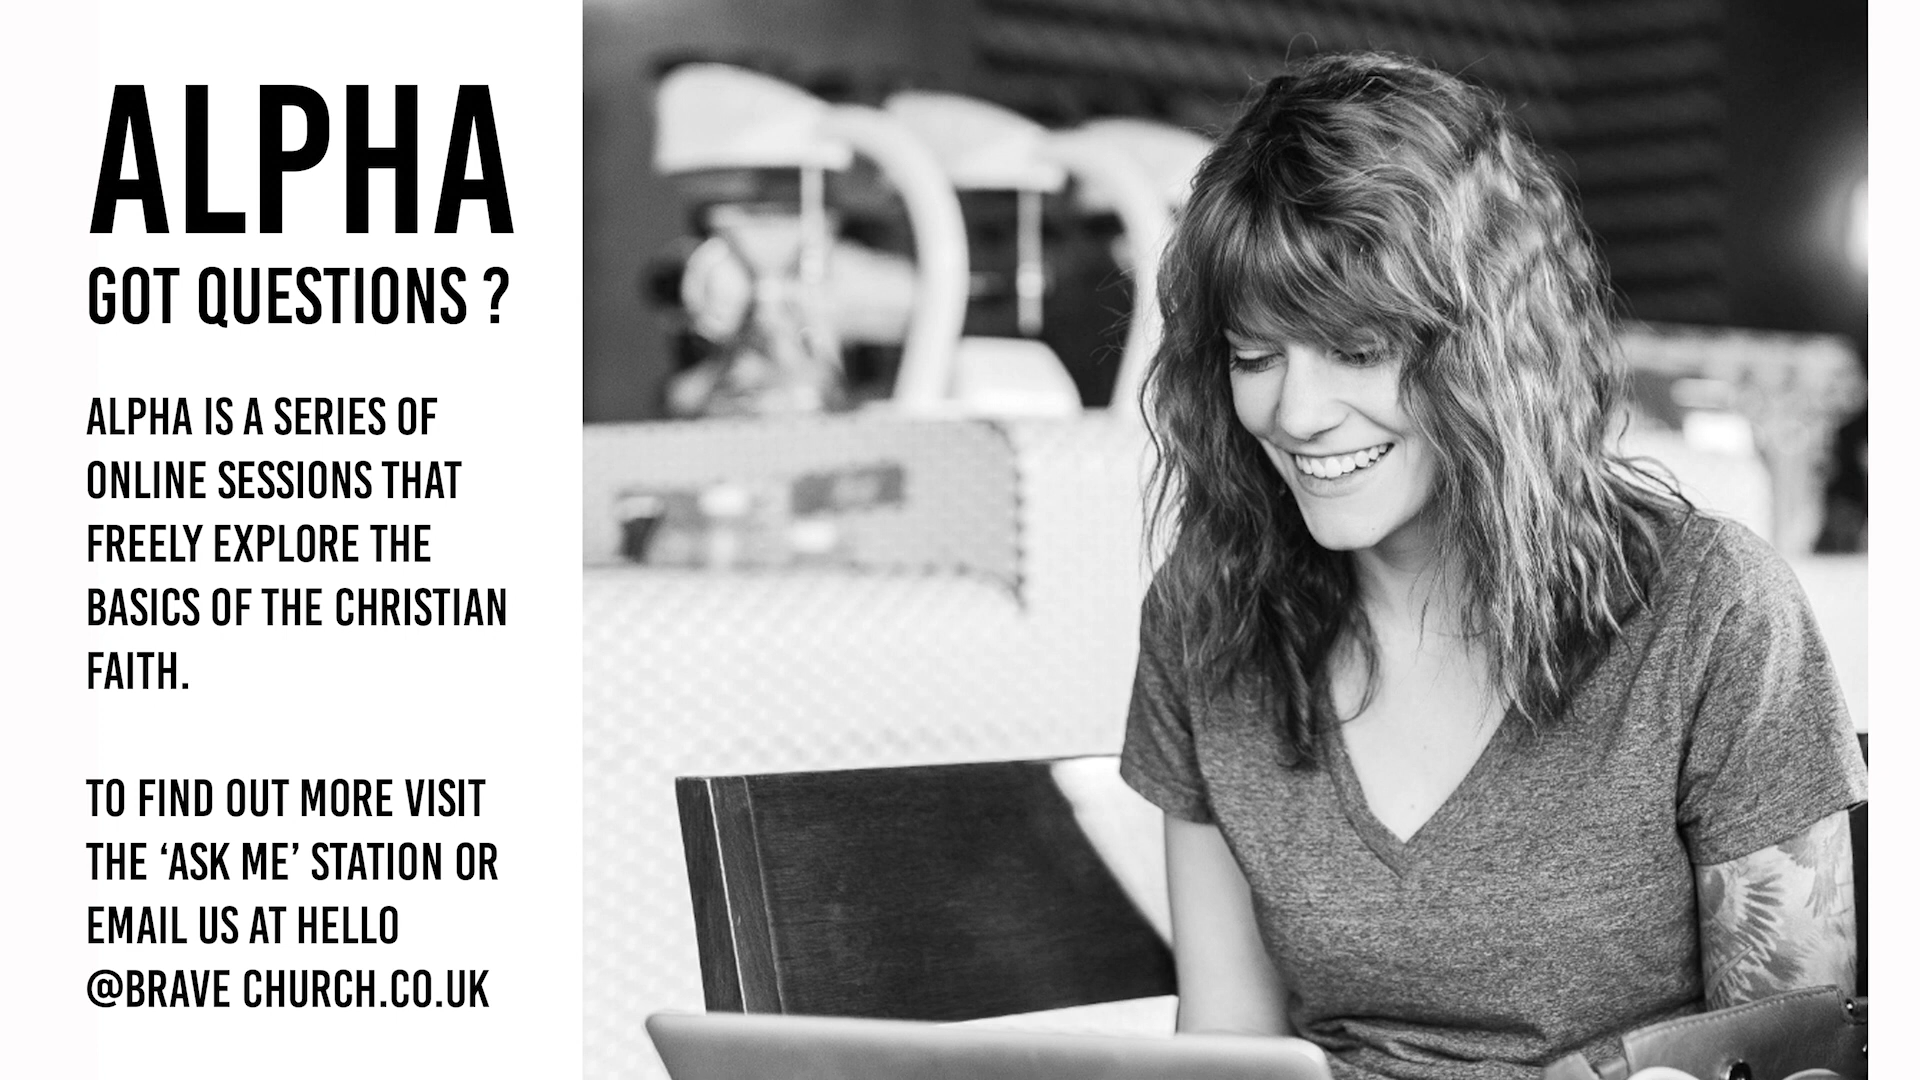 ALPHA
GOT QUESTIONS ?
ALPHA IS A SERIES OF
ONLINE SESSIONS THAT
FREELY EXPLORE THE
BASICS OF THE CHRISTIAN
FAITH.
TO FIND OUT MORE VISIT
THE ‘ASK ME’ STATION OR
EMAIL US AT HELLO
@BRAVE CHURCH.CO.UK